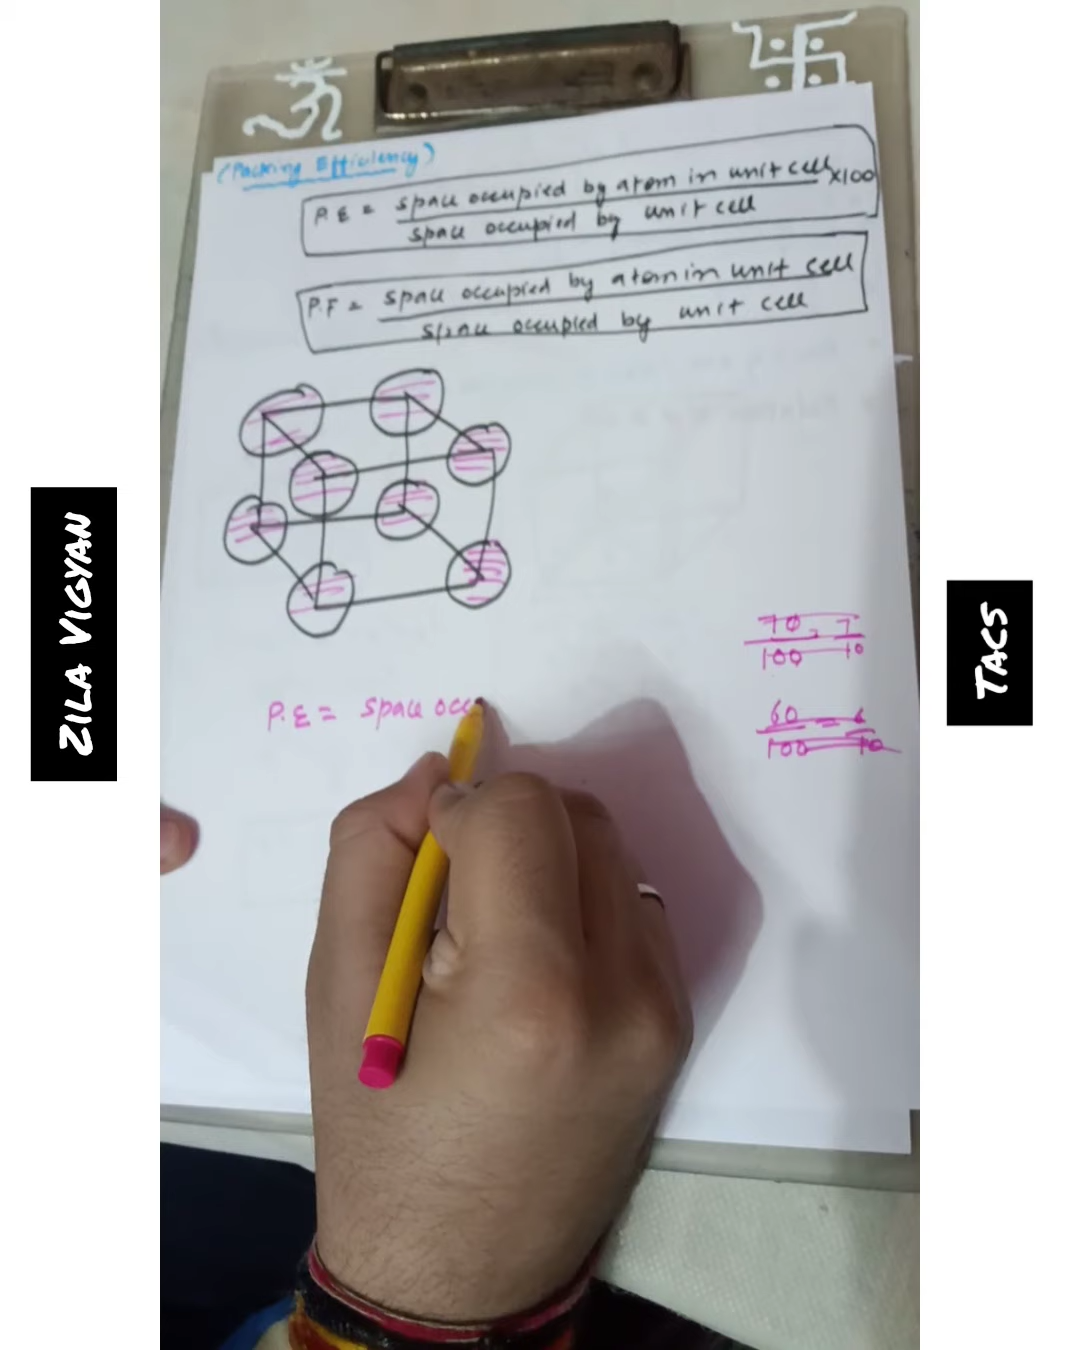 ZILA VIGYAN
ॐ
(Packing Efficiency)
P.E = space occupied by atom in unit cell x100
space occupied by unit cell
P.F = space occupied by atom in unit cell
space occupied by unit cell
70 = 7
100 10
P.E = space occu
60 = 6
100 10
TACS